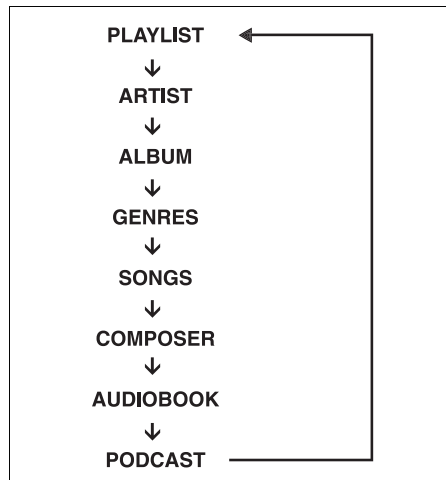 PLAYLIST
ARTIST
ALBUM
GENRES
SONGS
COMPOSER
AUDIOBOOK
PODCAST